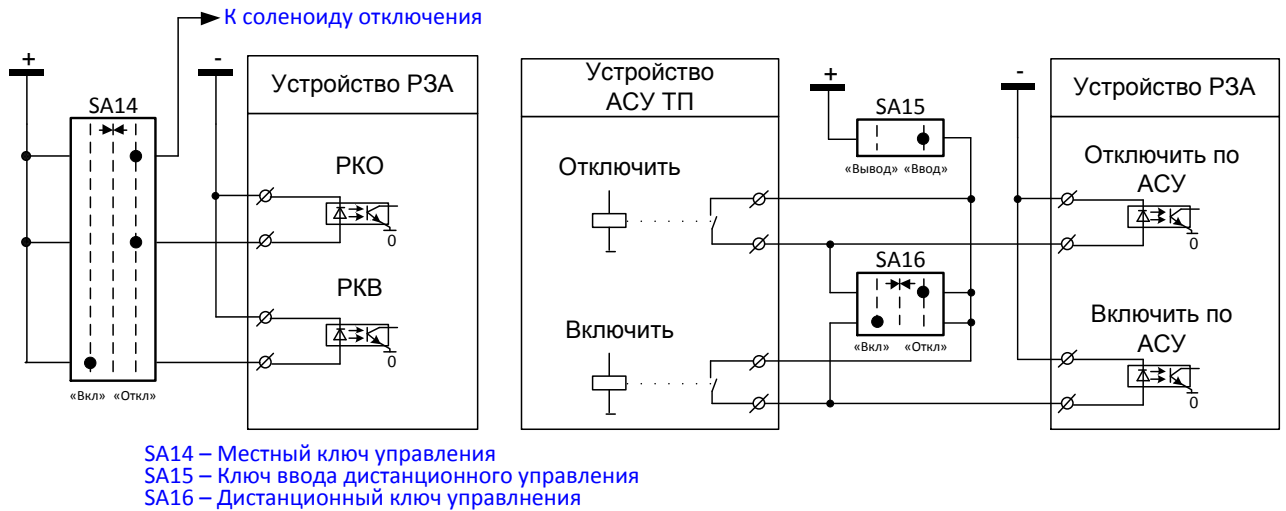 К соленоиду отключения
+
-
SA14
«Вкл» «Откл»
Устройство РЗА
РКО
0
РКВ
0
Устройство
АСУ ТП
Отключить
Включить
+
SA15
«Вывод» «Ввод»
SA16
«Вкл» «Откл»
-
Устройство РЗА
Отключить по
АСУ
0
Включить по
АСУ
0
SA14 – Местный ключ управления
SA15 – Ключ ввода дистанционного управления
SA16 – Дистанционный ключ управлнения